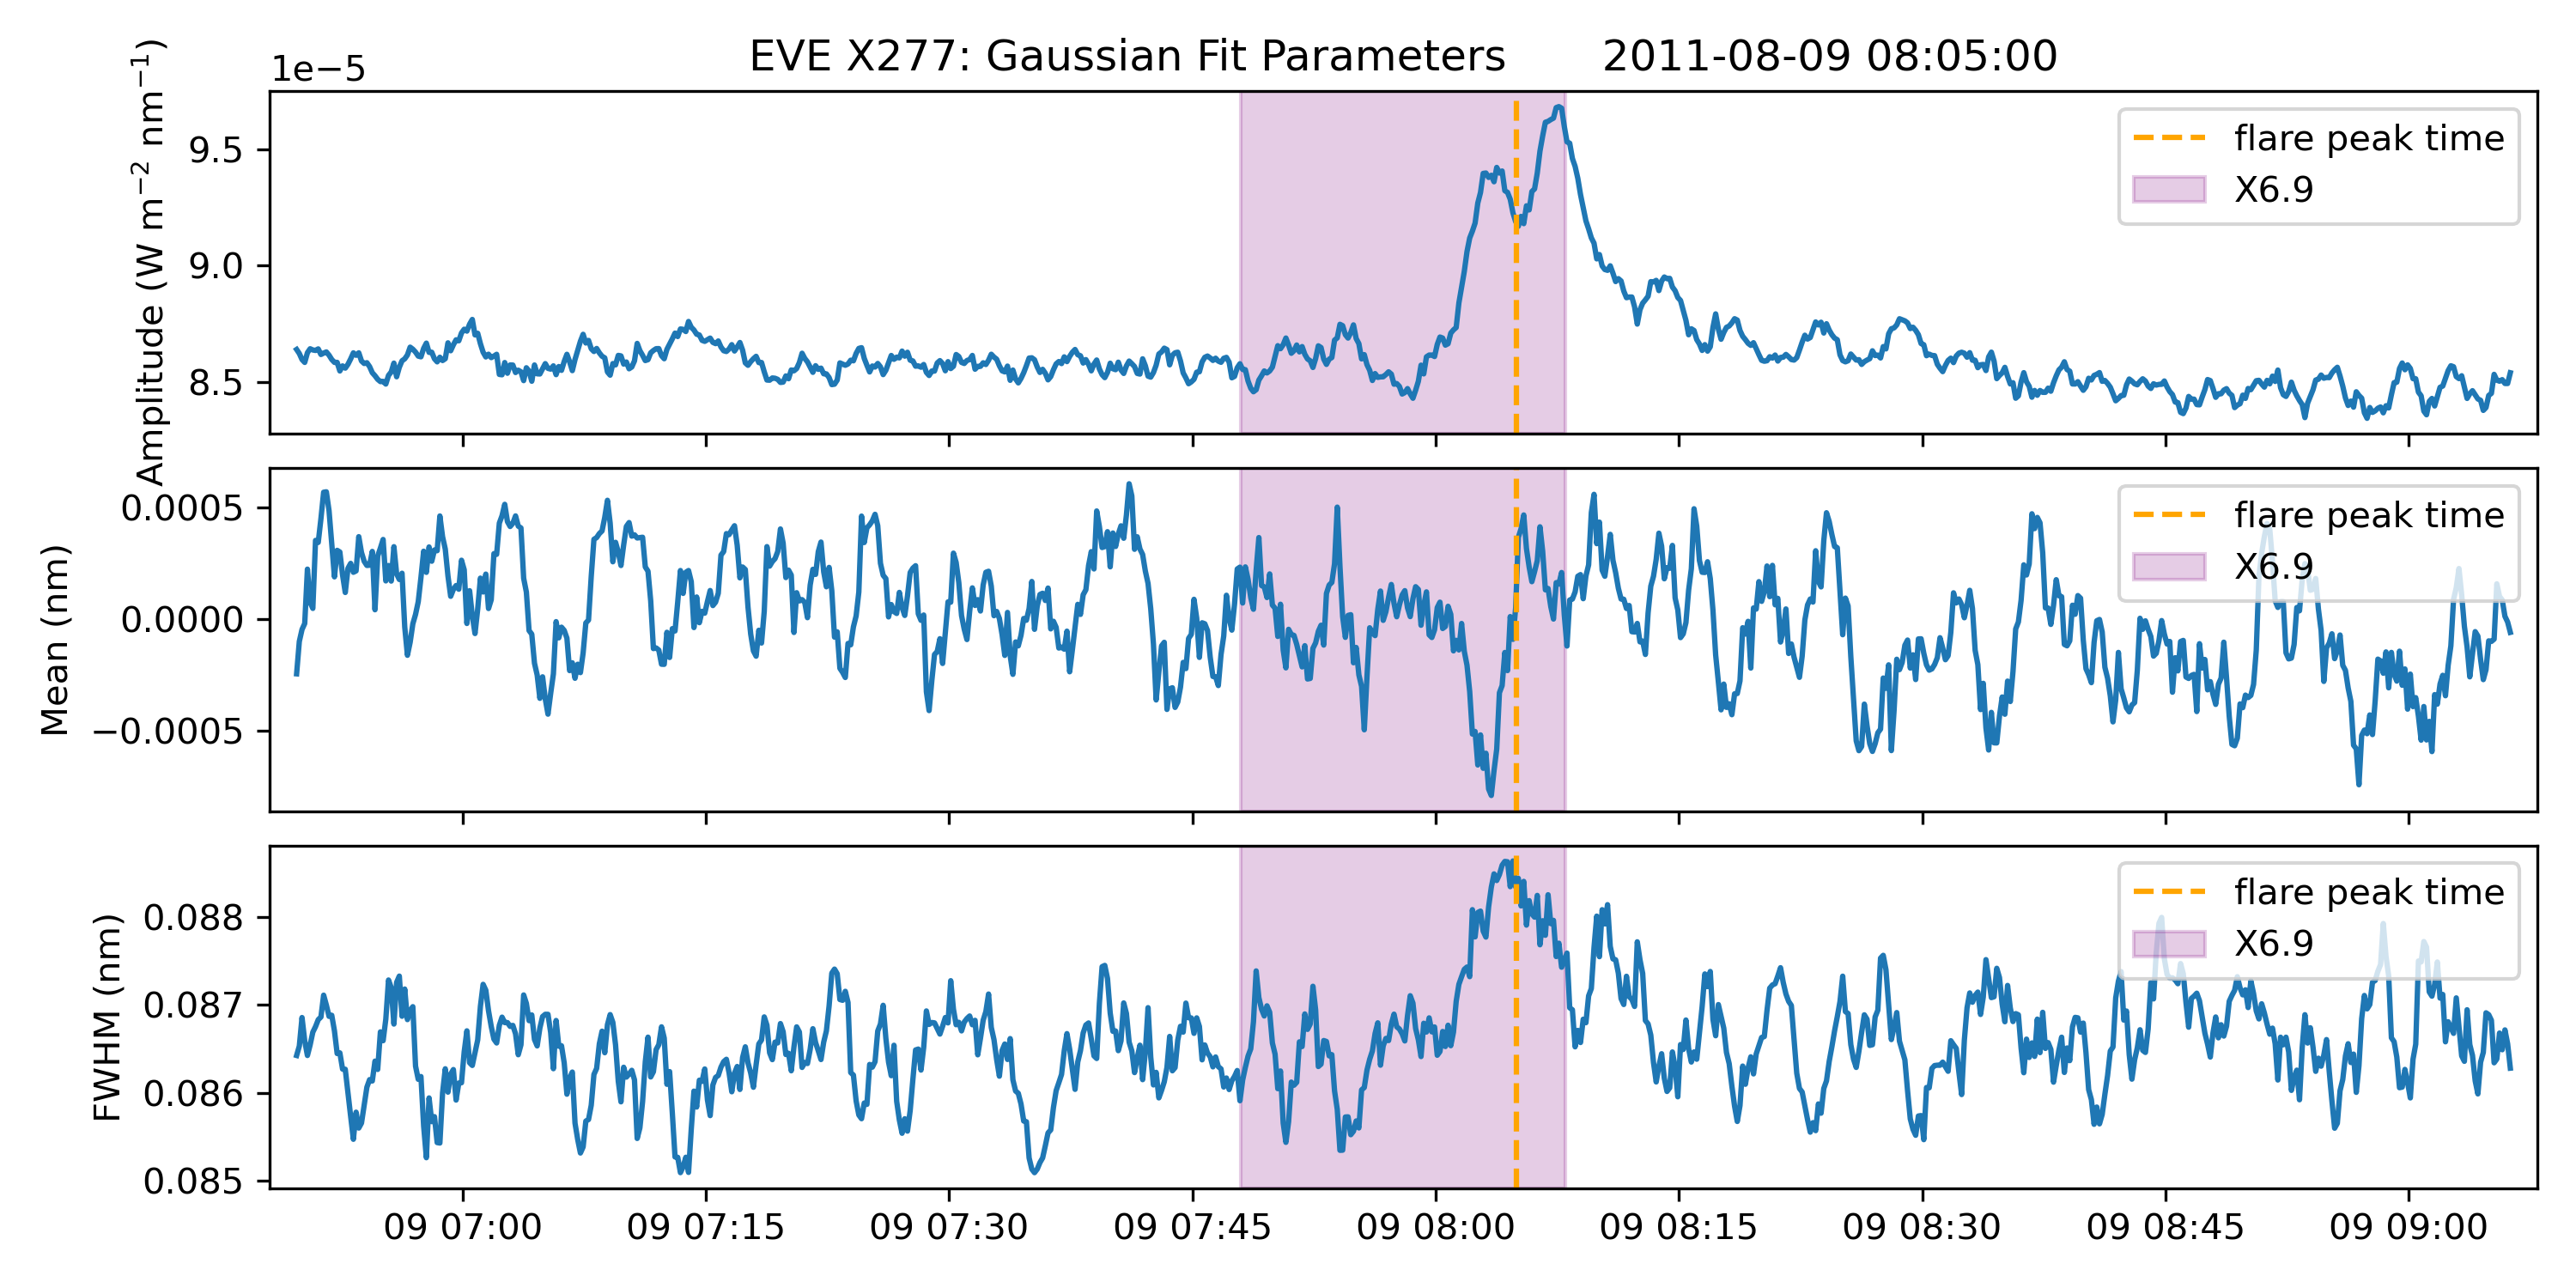 EVE X277: Gaussian Fit Parameters 2011-08-09 08:05:00
1e−5
Amplitude (W m⁻² nm⁻¹)
9.5
9.0
8.5
flare peak time
X6.9
Mean (nm)
0.0005
0.0000
−0.0005
flare peak time
X6.9
FWHM (nm)
0.088
0.087
0.086
0.085
flare peak time
X6.9
09 07:00 09 07:15 09 07:30 09 07:45 09 08:00 09 08:15 09 08:30 09 08:45 09 09:00